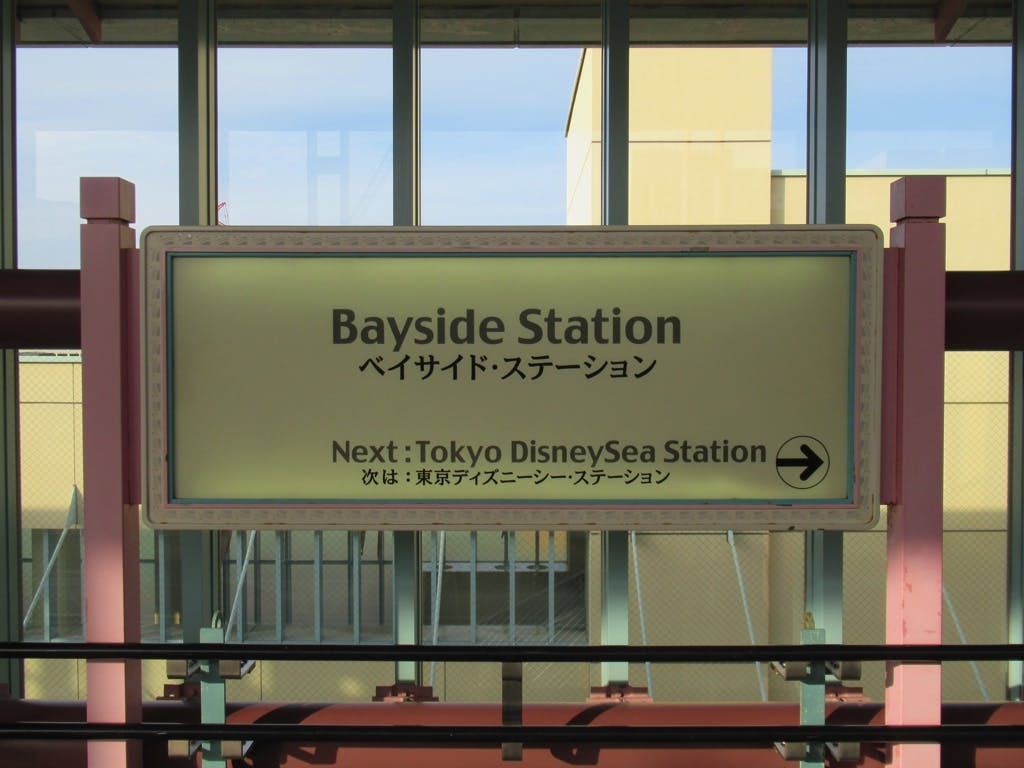 Bayside Station
ベイサイド・ステーション
Next : Tokyo DisneySea Station
次は : 東京ディズニーシー・ステーション